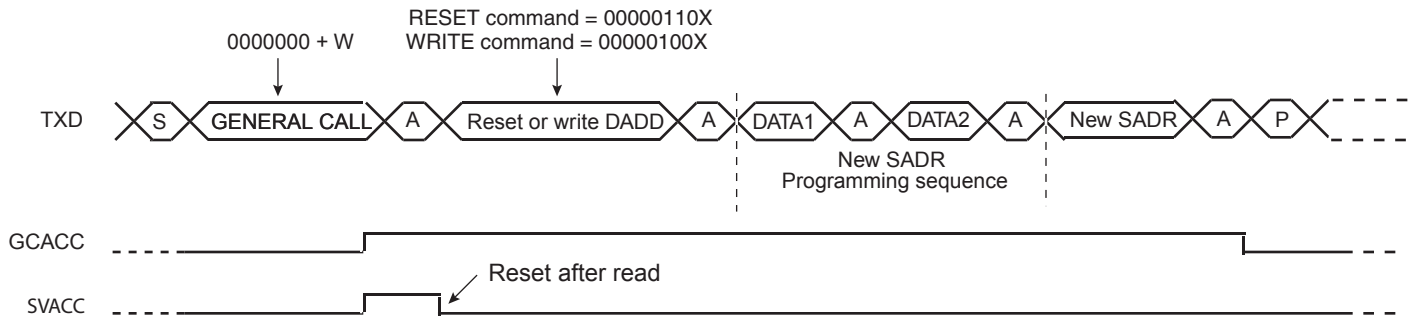 RESET command = 00000110X
0000000 + W
WRITE command = 00000100X
TXD
S
GENERAL CALL
A
Reset or write DADD
A
DATA1
A
DATA2
A
New SADR
A
P
New SADR
Programming sequence
GCACC
Reset after read
SVACC